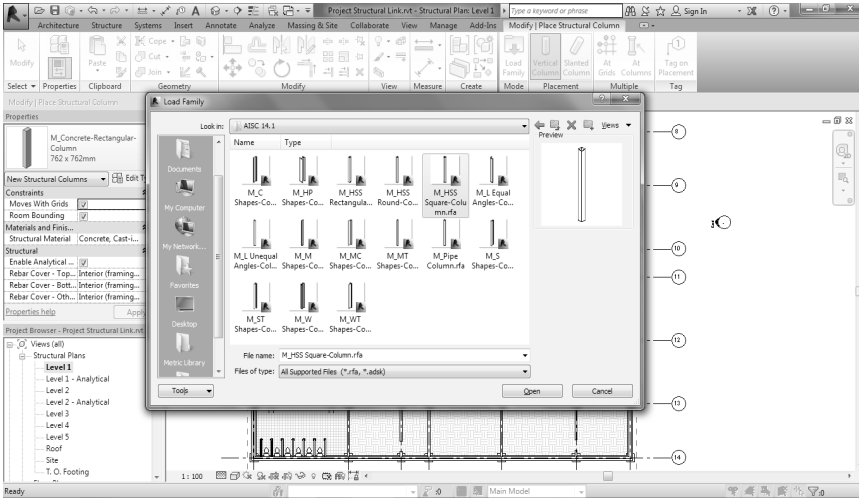 Project Structural Link.rvt - Structural Plan: Level 1
Type a keyword or phrase
Sign In
Architecture Structure Systems Insert Annotate Analyze Massing & Site Collaborate View Manage Add-Ins Modify | Place Structural Column
Modify
Paste
Cope
Cut
Join
Load Family
Vertical Column
Slanted Column
At Grids
At Columns
Tag on Placement
Select Properties Clipboard Geometry Modify View Measure Create Mode Placement Multiple Tag
Modify | Place Structural Column
Properties
M_Concrete-Rectangular-
Column
762 x 762mm
New Structural Columns Edit T
Constraints
Moves With Grids
Room Bounding
Materials and Finis...
Structural Material Concrete, Cast-i...
Structural
Enable Analytical ...
Rebar Cover - Top... Interior (framing...
Rebar Cover - Bott... Interior (framing...
Rebar Cover - Oth... Interior (framing...
Properties help Apply
Project Browser - Project Structural Link.rvt
Views (all)
Structural Plans
Level 1
Level 1 - Analytical
Level 2
Level 2 - Analytical
Level 3
Level 4
Level 5
Roof
Site
T. O. Footing
Load Family
Look in: AISC 14.1
Views
Name Type
Preview
Documents
My Computer
My Network...
Favorites
Desktop
Metric Library
M_C Shapes-Co...
M_HP Shapes-Co...
M_HSS Rectangula...
M_HSS Round-Co...
M_HSS Square-Column.rfa
M_L Equal Angles-Co...
M_L Unequal Angles-Col...
M_M Shapes-Co...
M_MC Shapes-Co...
M_MT Shapes-Co...
M_Pipe Column.rfa
M_S Shapes-Co...
M_ST Shapes-Co...
M_W Shapes-Co...
M_WT Shapes-Co...
File name: M_HSS Square-Column.rfa
Files of type: All Supported Files (*.rfa, *.adsk)
Tools Open Cancel
8
9
10
11
12
13
14
1 : 100
Ready
:0
Main Model
:0